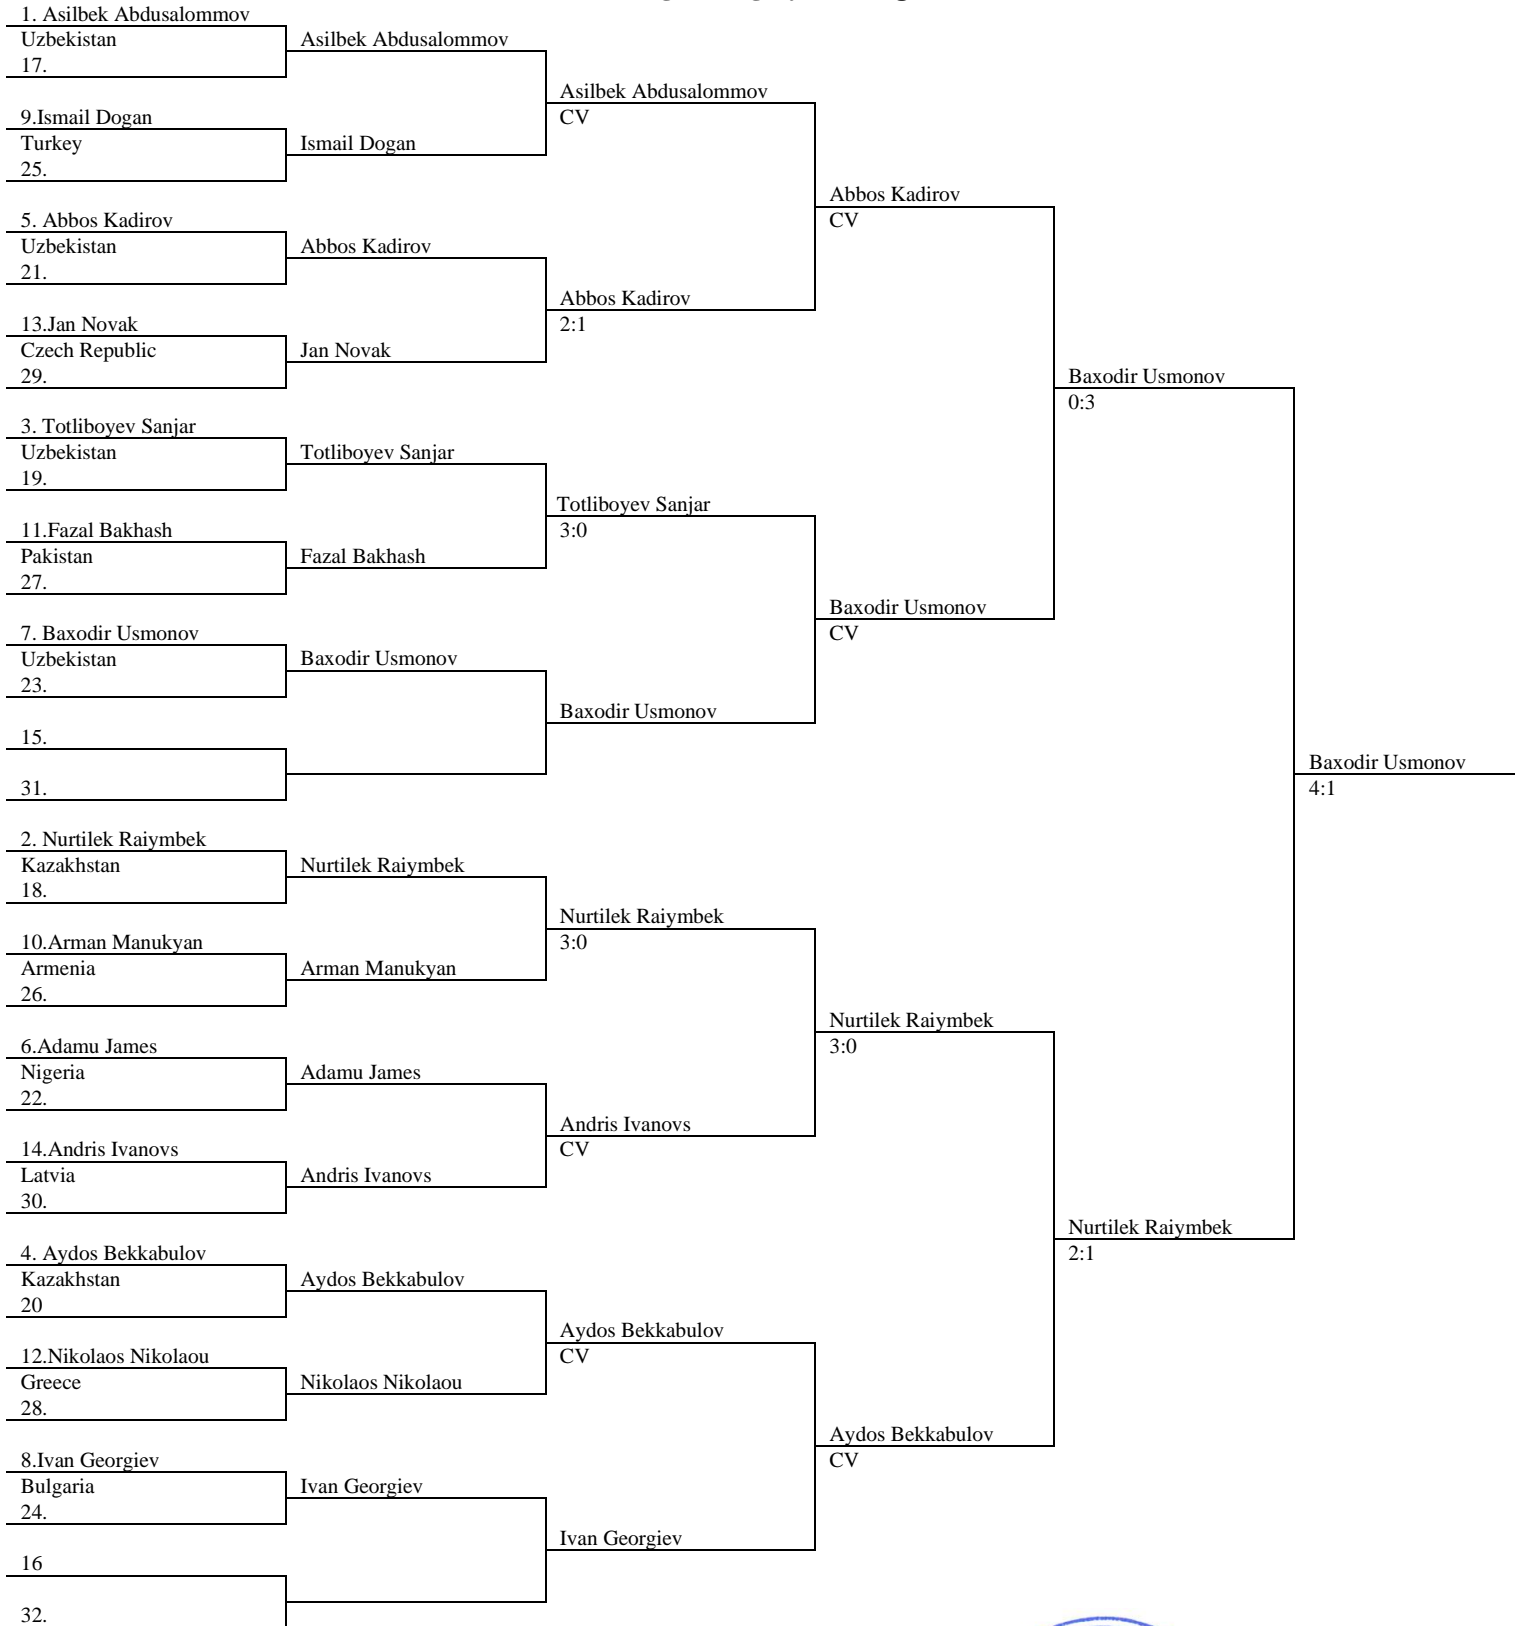 1. Asilbek Abdusalommov
Uzbekistan
17.
9.Ismail Dogan
Turkey
25.
5. Abbos Kadirov
Uzbekistan
21.
13.Jan Novak
Czech Republic
29.
3. Totliboyev Sanjar
Uzbekistan
19.
11.Fazal Bakhash
Pakistan
27.
7. Baxodir Usmonov
Uzbekistan
23.
15.
31.
2. Nurtilek Raiymbek
Kazakhstan
18.
10.Arman Manukyan
Armenia
26.
6.Adamu James
Nigeria
22.
14.Andris Ivanovs
Latvia
30.
4. Aydos Bekkabulov
Kazakhstan
20
12.Nikolaos Nikolaou
Greece
28.
8.Ivan Georgiev
Bulgaria
24.
16
32.
Asilbek Abdusalommov
Ismail Dogan
Abbos Kadirov
Jan Novak
Totliboyev Sanjar
Fazal Bakhash
Baxodir Usmonov
Nurtilek Raiymbek
Arman Manukyan
Adamu James
Andris Ivanovs
Aydos Bekkabulov
Nikolaos Nikolaou
Ivan Georgiev
Asilbek Abdusalommov
CV
Abbos Kadirov
2:1
Totliboyev Sanjar
3:0
Baxodir Usmonov
Nurtilek Raiymbek
3:0
Andris Ivanovs
CV
Aydos Bekkabulov
CV
Ivan Georgiev
Abbos Kadirov
CV
Baxodir Usmonov
CV
Nurtilek Raiymbek
3:0
Aydos Bekkabulov
CV
Baxodir Usmonov
0:3
Nurtilek Raiymbek
2:1
Baxodir Usmonov
4:1